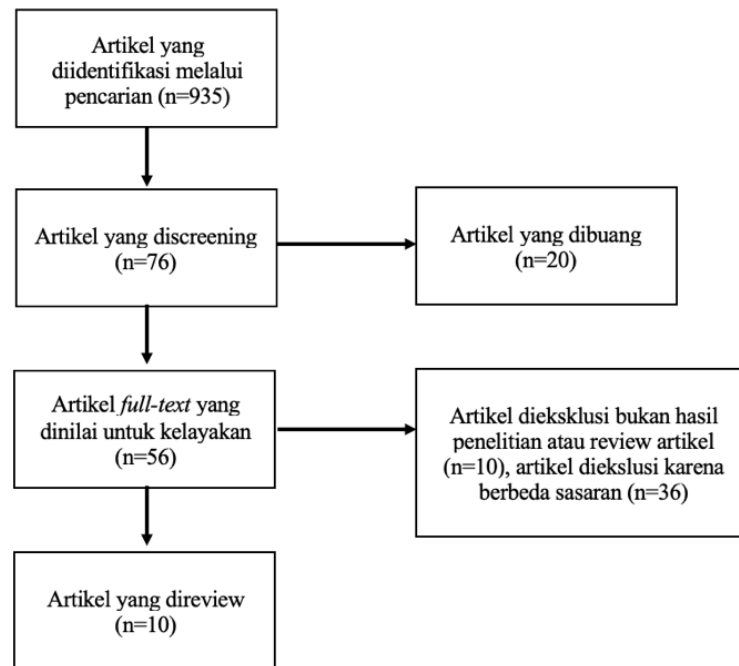 Artikel yang
diidentifikasi melalui
pencarian (n=935)
Artikel yang discreening
(n=76)
Artikel yang dibuang
(n=20)
Artikel full-text yang
dinilai untuk kelayakan
(n=56)
Artikel dieksklusi bukan hasil
penelitian atau review artikel
(n=10), artikel diekslusi karena
berbeda sasaran (n=36)
Artikel yang direview
(n=10)